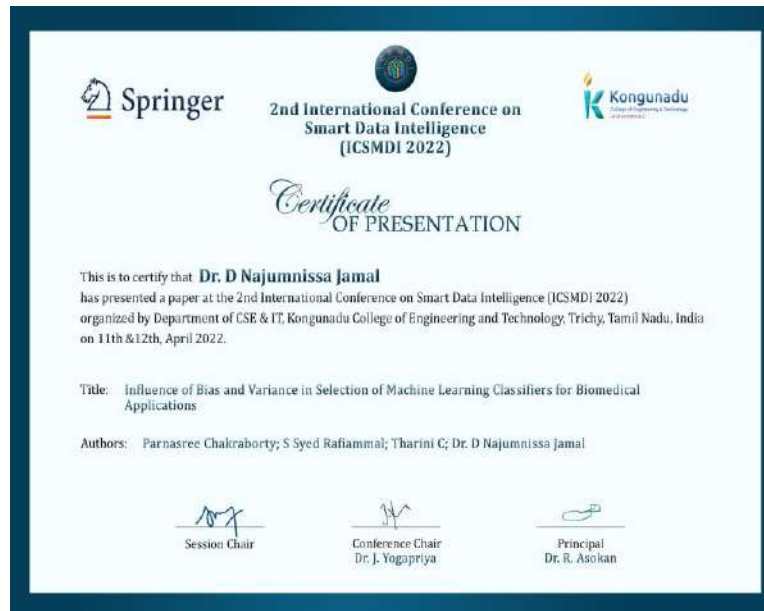 Springer
2nd International Conference on
Smart Data Intelligence
(ICSMDI 2022)
Kongunadu
College of Engineering & Technology
Certificate
OF PRESENTATION
This is to certify that Dr. D Najumnissa Jamal
has presented a paper at the 2nd International Conference on Smart Data Intelligence (ICSMDI 2022)
organized by Department of CSE & IT, Kongunadu College of Engineering and Technology, Trichy, Tamil Nadu, India
on 11th &12th, April 2022.
Title: Influence of Bias and Variance in Selection of Machine Learning Classifiers for Biomedical
Applications
Authors: Parnasree Chakraborty; S Syed Rafiammal; Tharini C; Dr. D Najumnissa Jamal
Session Chair
Conference Chair
Dr. J. Yogapriya
Principal
Dr. R. Asokan